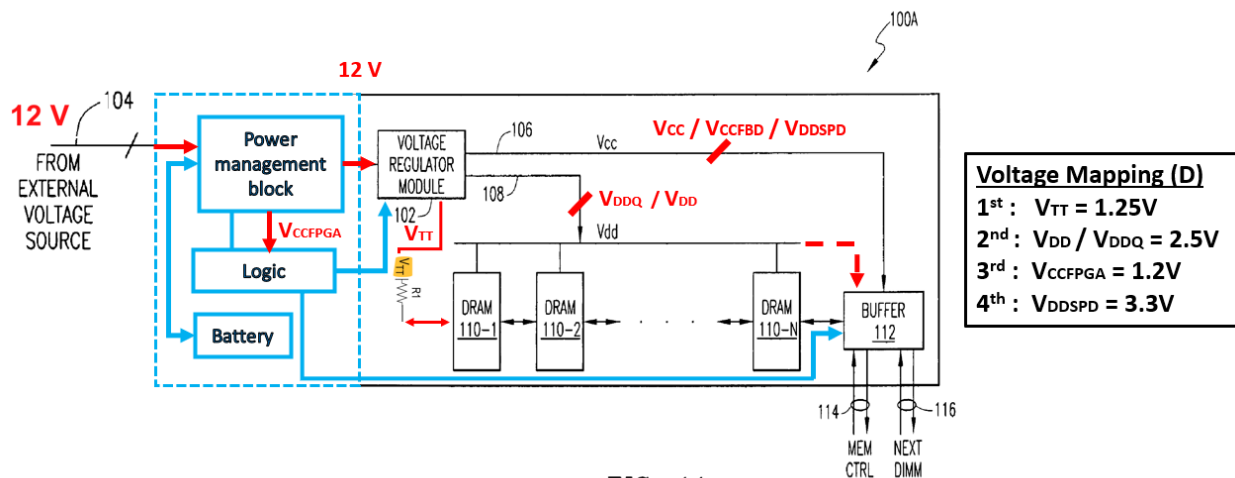 100A
12 V
12 V
104
FROM
EXTERNAL
VOLTAGE
SOURCE
Power
management
block
VOLTAGE
REGULATOR
MODULE
102
106
Vcc
VCC / VCCFBD / VDDSPD
108
VDDQ / VDD
Vdd
VCCFPGA
VTT
VTT
R1
Logic
Battery
DRAM
110-1
DRAM
110-2
. . . .
DRAM
110-N
BUFFER
112
114
116
MEM
CTRL
NEXT
DIMM
Voltage Mapping (D)
1st : VTT = 1.25V
2nd : VDD / VDDQ = 2.5V
3rd : VCCFPGA = 1.2V
4th : VDDSPD = 3.3V